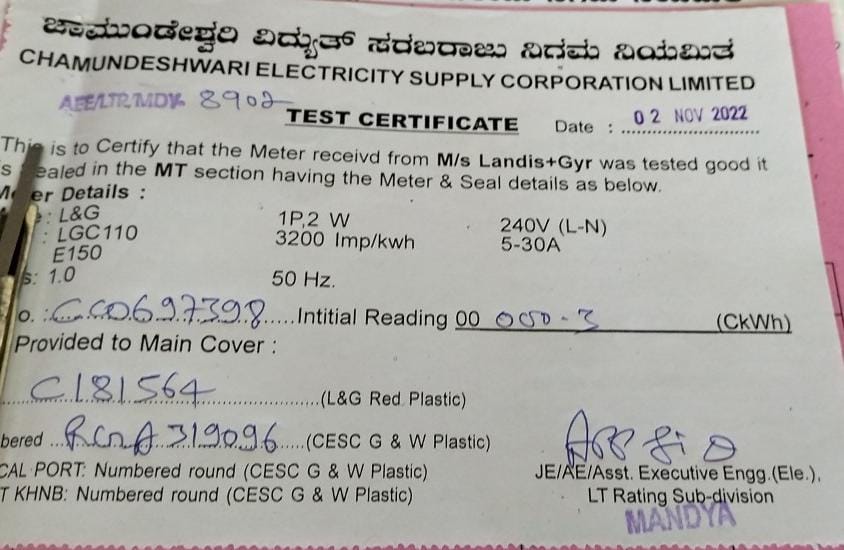 ಚಾಮುಂಡೇಶ್ವರಿ ವಿದ್ಯುತ್ ಸರಬರಾಜು ನಿಗಮ ನಿಯಮಿತ
CHAMUNDESHWARI ELECTRICITY SUPPLY CORPORATION LIMITED
AEE/LTR/MDY 8902
TEST CERTIFICATE Date : 02 NOV 2022
This is to Certify that the Meter receivd from M/s Landis+Gyr was tested good it
s Sealed in the MT section having the Meter & Seal details as below.
er Details :
: L&G 1P,2 W 240V (L-N)
: LGC110 3200 Imp/kwh 5-30A
E150
s: 1.0 50 Hz.
o. : CC0697398 Intitial Reading 00 000-3 (CkWh)
Provided to Main Cover :
C181564 (L&G Red Plastic)
bered (CESC G & W Plastic)
CAL PORT: Numbered round (CESC G & W Plastic) JE/AE/Asst. Executive Engg.(Ele.),
T KHNB: Numbered round (CESC G & W Plastic) LT Rating Sub-division
MANDYA